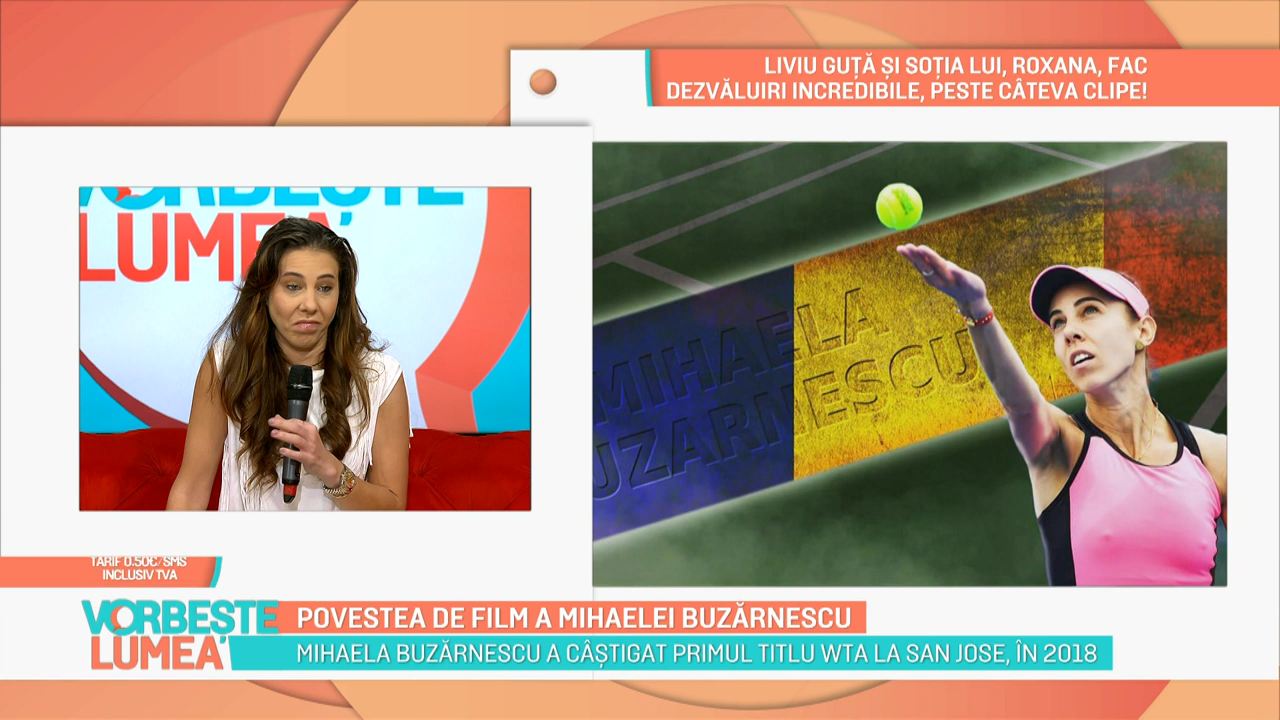 LIVIU GUȚĂ ȘI SOȚIA LUI, ROXANA, FAC
DEZVĂLUIRI INCREDIBILE, PESTE CÂTEVA CLIPE!
VORBEȘTE
LUMEA
MIHAELA
BUZARNESCU
TARIF 0.50€/SMS
INCLUSIV TVA
VORBEȘTE
LUMEA
POVESTEA DE FILM A MIHAELEI BUZĂRNESCU
MIHAELA BUZĂRNESCU A CÂȘTIGAT PRIMUL TITLU WTA LA SAN JOSE, ÎN 2018